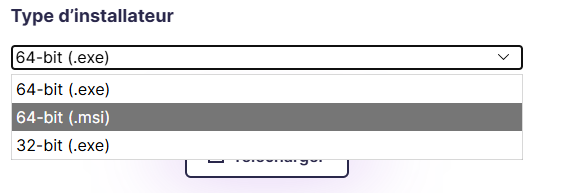 Type d’installateur
64-bit (.exe)
64-bit (.exe)
64-bit (.msi)
32-bit (.exe)